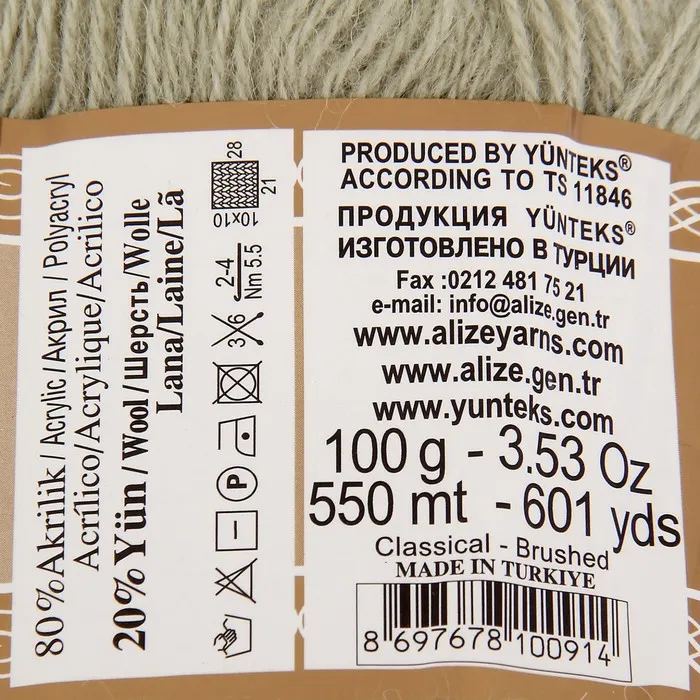 80%Akrilik / Acrylic / Акрил / Polyacryl
Acrílico/Acrylique/Acrilico
20%Yün / Wool / Шерсть/Wolle
Lana/Laine/Lã
28
21
10x10
2-4
Nm 5.5
3 6
P
PRODUCED BY YÜNTEKS®
ACCORDING TO TS 11846
ПРОДУКЦИЯ YÜNTEKS®
ИЗГОТОВЛЕНО В ТУРЦИИ
Fax :0212 481 75 21
e-mail: info@alize.gen.tr
www.alizeyarns.com
www.alize.gen.tr
www.yunteks.com
100 g - 3.53 Oz
550 mt - 601 yds
Classical - Brushed
MADE IN TURKIYE
8 697678 100914